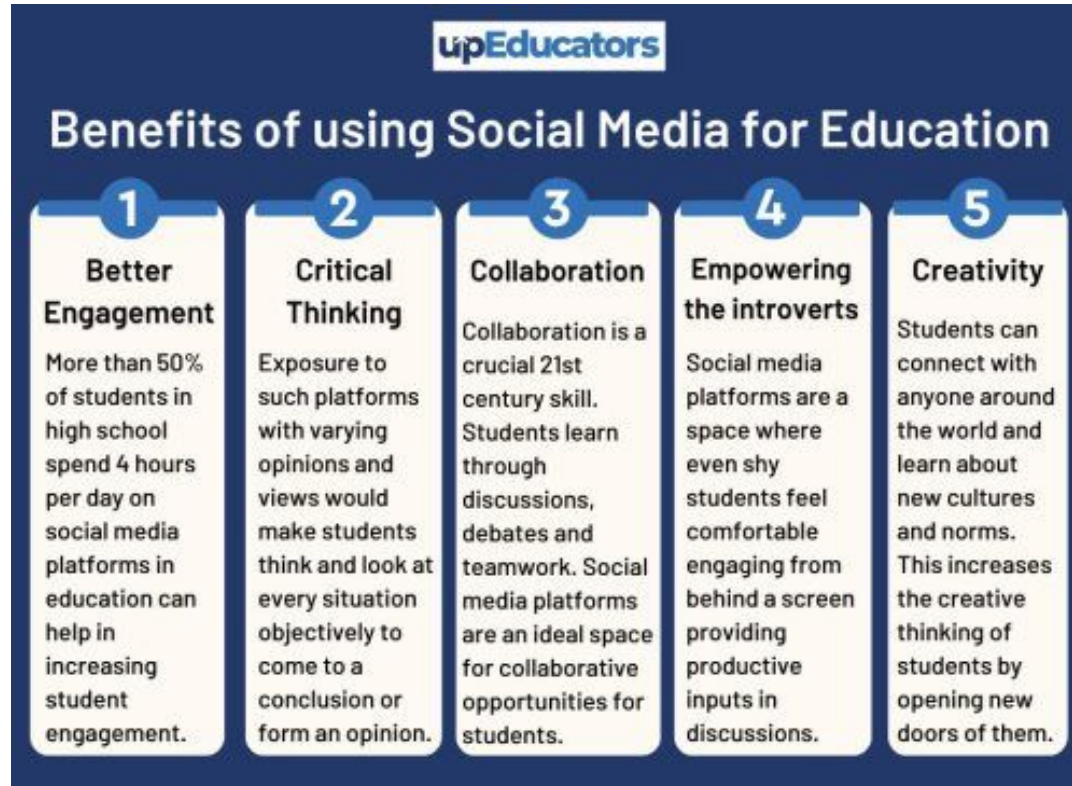 upEducators
Benefits of using Social Media for Education
1
Better
Engagement
More than 50%
of students in
high school
spend 4 hours
per day on
social media
platforms in
education can
help in
increasing
student
engagement.
2
Critical
Thinking
Exposure to
such platforms
with varying
opinions and
views would
make students
think and look at
every situation
objectively to
come to a
conclusion or
form an opinion.
3
Collaboration
Collaboration is a
crucial 21st
century skill.
Students learn
through
discussions,
debates and
teamwork. Social
media platforms
are an ideal space
for collaborative
opportunities for
students.
4
Empowering
the introverts
Social media
platforms are a
space where
even shy
students feel
comfortable
engaging from
behind a screen
providing
productive
inputs in
discussions.
5
Creativity
Students can
connect with
anyone around
the world and
learn about
new cultures
and norms.
This increases
the creative
thinking of
students by
opening new
doors of them.